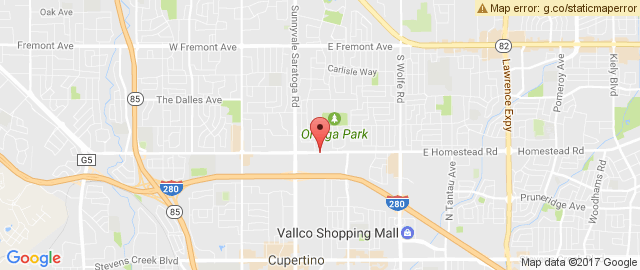 Map error: g.co/staticmaperror
Oak Ave
Fremont Ave
W Fremont Ave
E Fremont Ave
82
Carlisle Way
Sunnyvale Saratoga Rd
S Wolfe Rd
Lawrence Expy
Pomeroy Ave
Kiely Blvd
85
The Dalles Ave
Park
G5
E Homestead Rd
Homestead Rd
280
85
280
N Tantau Ave
Pruneridge Ave
Woodhams Rd
Vallco Shopping Mall
Google
Stevens Creek Blvd
Cupertino
Map data ©2017 Google